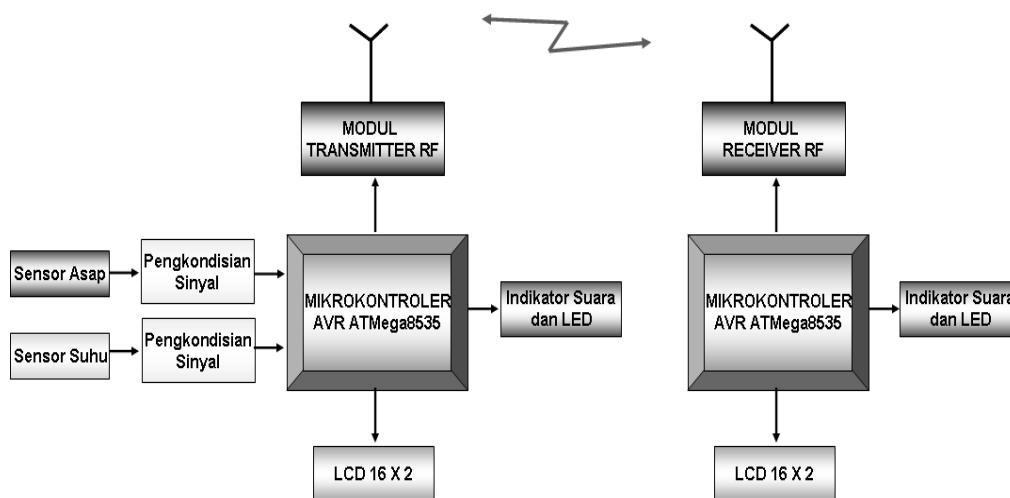 MODUL
TRANSMITTER RF
MODUL
RECEIVER RF
Sensor Asap
Pengkondisian
Sinyal
MIKROKONTROLER
AVR ATMega8535
Indikator Suara
dan LED
MIKROKONTROLER
AVR ATMega8535
Indikator Suara
dan LED
Sensor Suhu
Pengkondisian
Sinyal
LCD 16 X 2
LCD 16 X 2